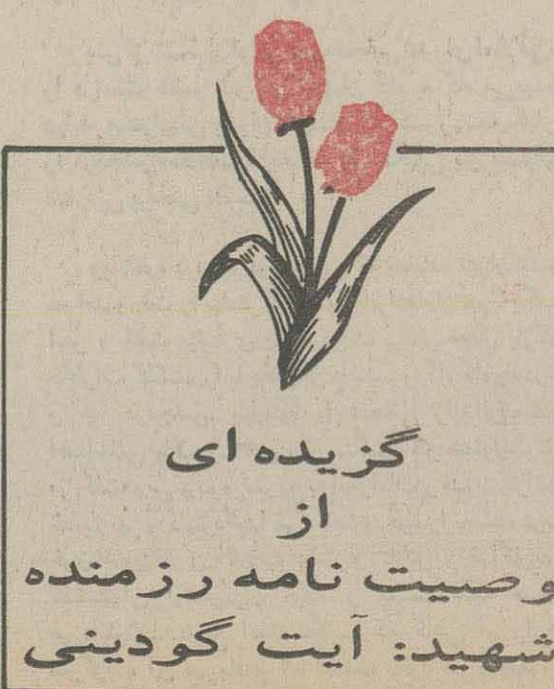 گزیده ای
از
وصیت نامه رزمنده
شهید: آیت گودینی